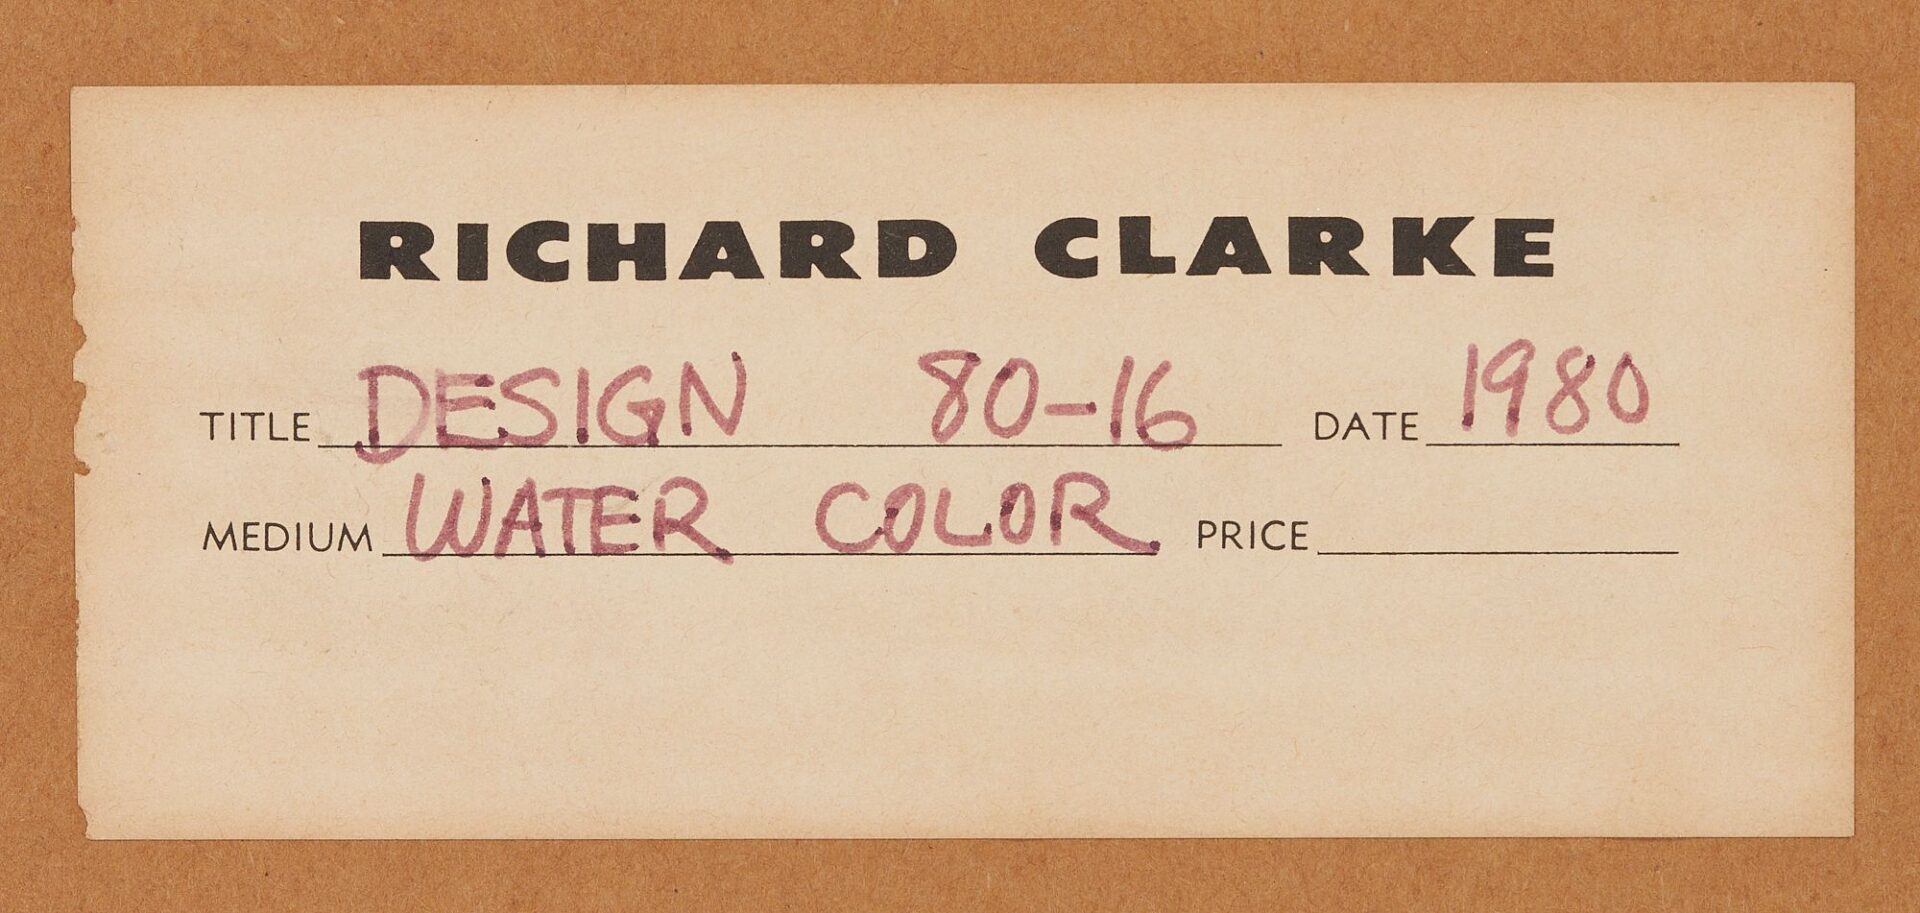 RICHARD CLARKE
TITLE DESIGN 80-16 DATE 1980
MEDIUM WATER COLOR PRICE